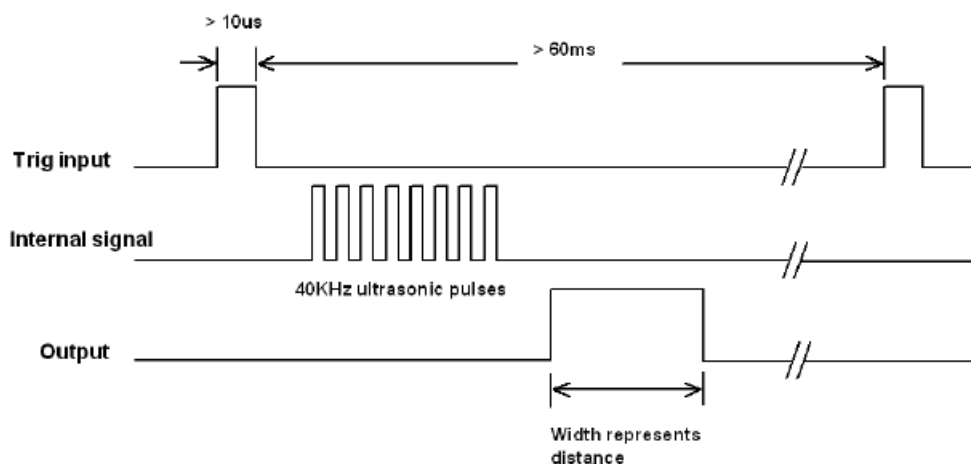 > 10us
> 60ms
Trig input
Internal signal
40KHz ultrasonic pulses
Output
Width represents
distance